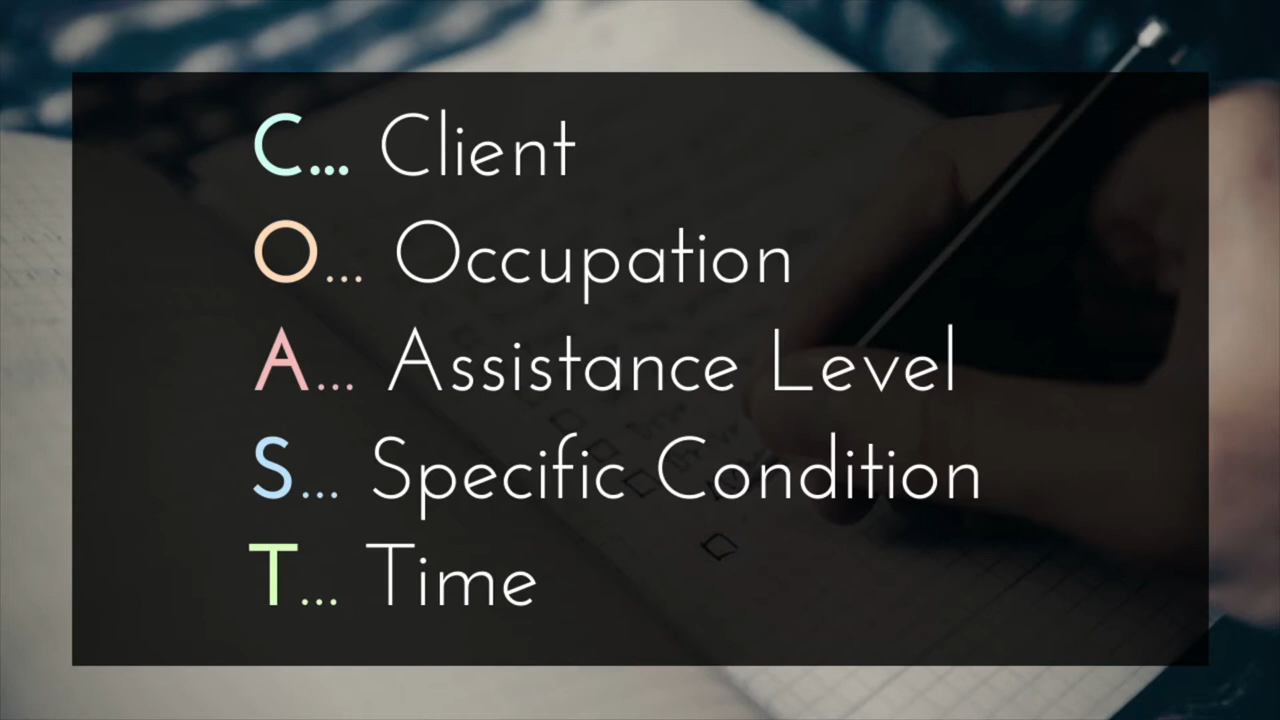 C... Client
O... Occupation
A... Assistance Level
S... Specific Condition
T... Time